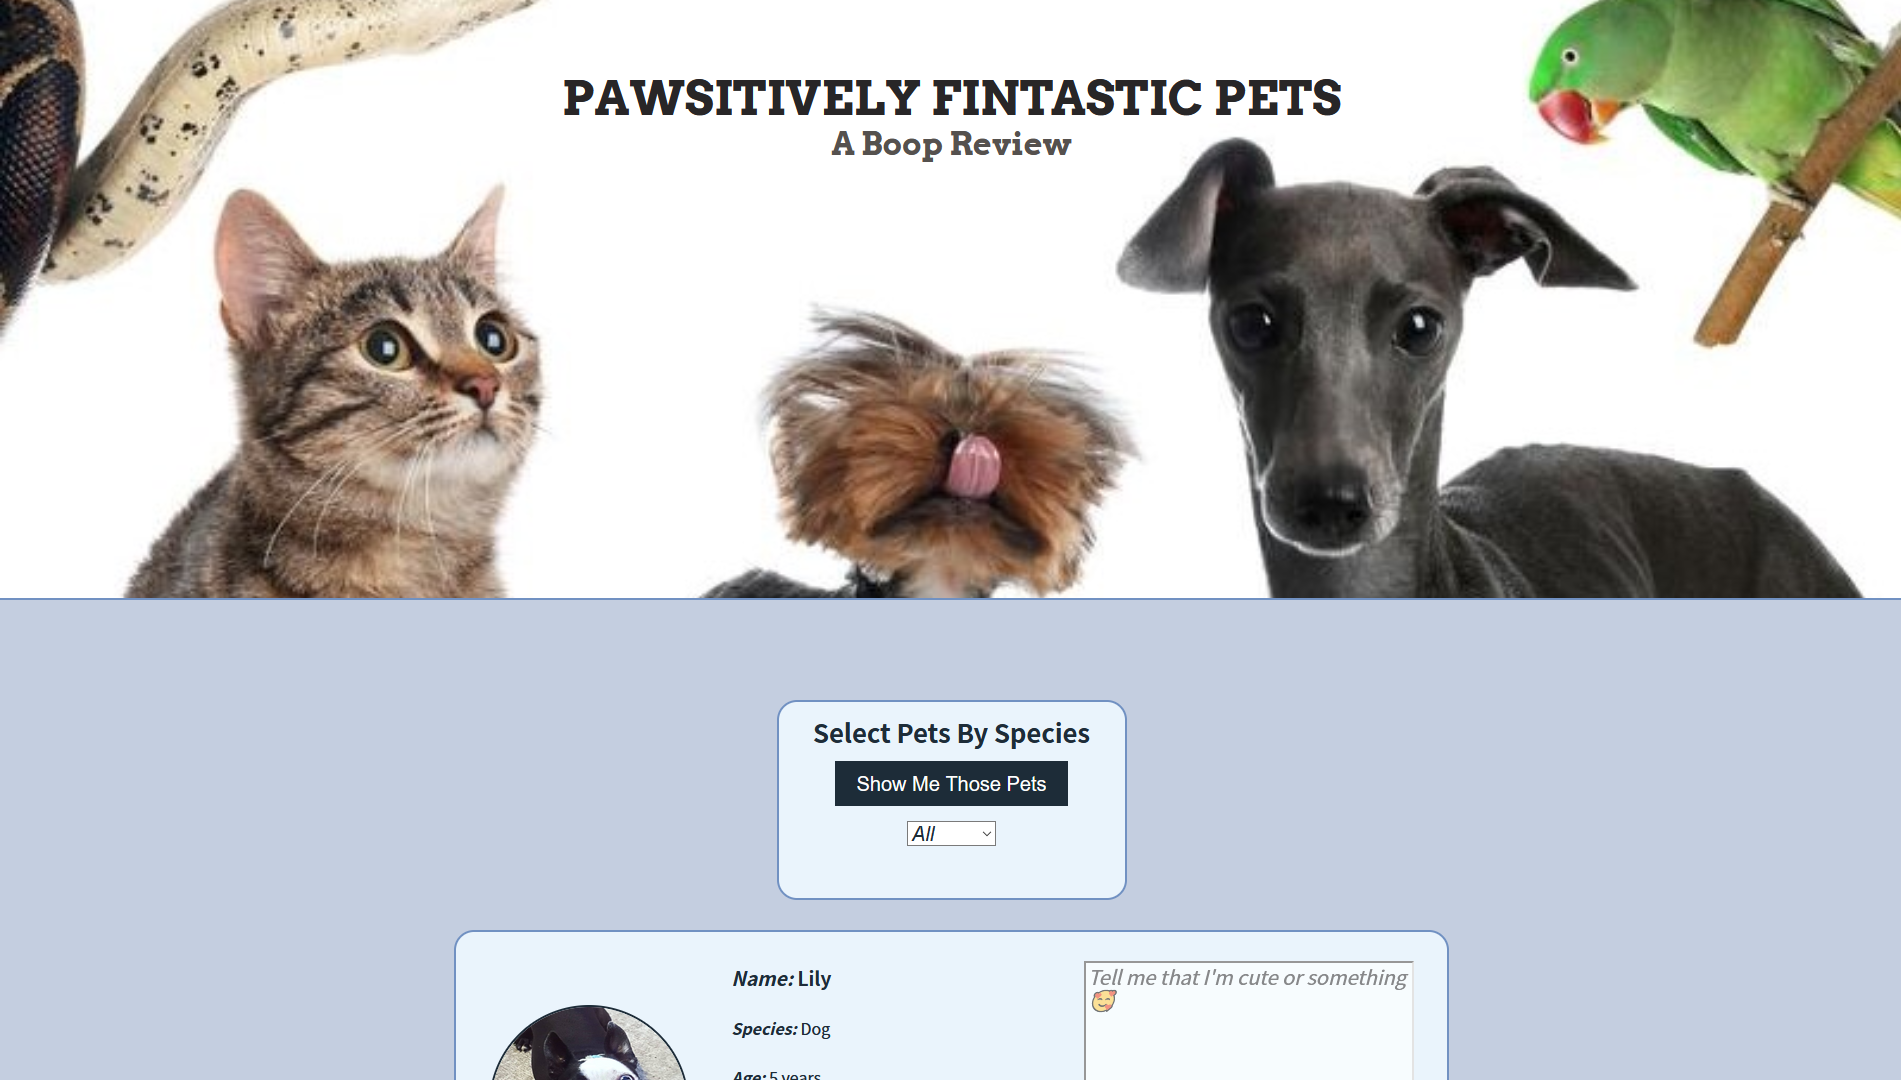 PAWSITIVELY FINTASTIC PETS
A Boop Review
Select Pets By Species
Show Me Those Pets
All
Name: Lily
Species: Dog
Age: 5 years
Tell me that I'm cute or something
🥰